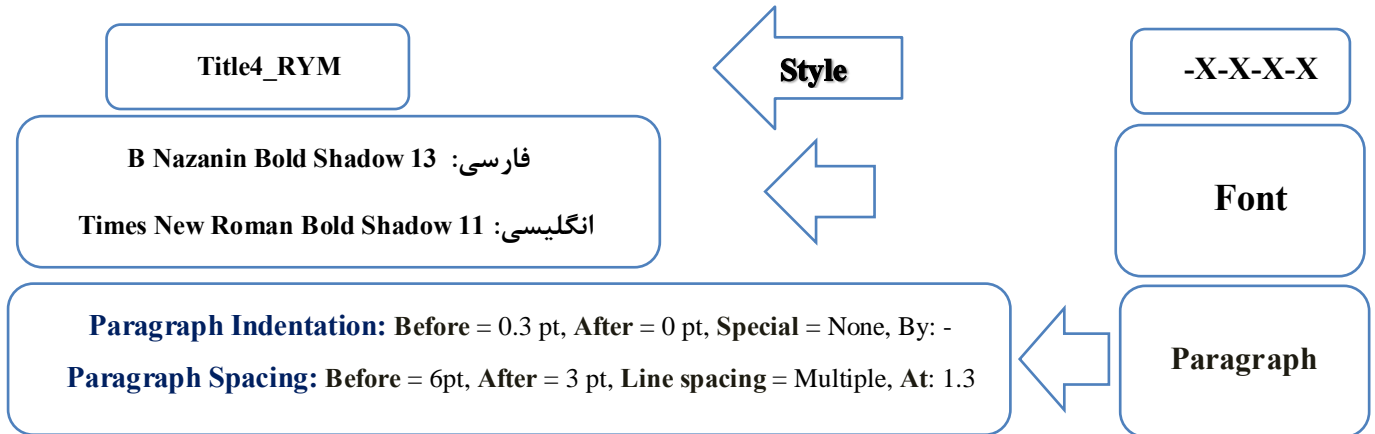 Title4_RYM
Style
-X-X-X-X
فارسی: B Nazanin Bold Shadow 13
انگلیسی: Times New Roman Bold Shadow 11
Font
Paragraph Indentation: Before = 0.3 pt, After = 0 pt, Special = None, By: -
Paragraph Spacing: Before = 6pt, After = 3 pt, Line spacing = Multiple, At: 1.3
Paragraph